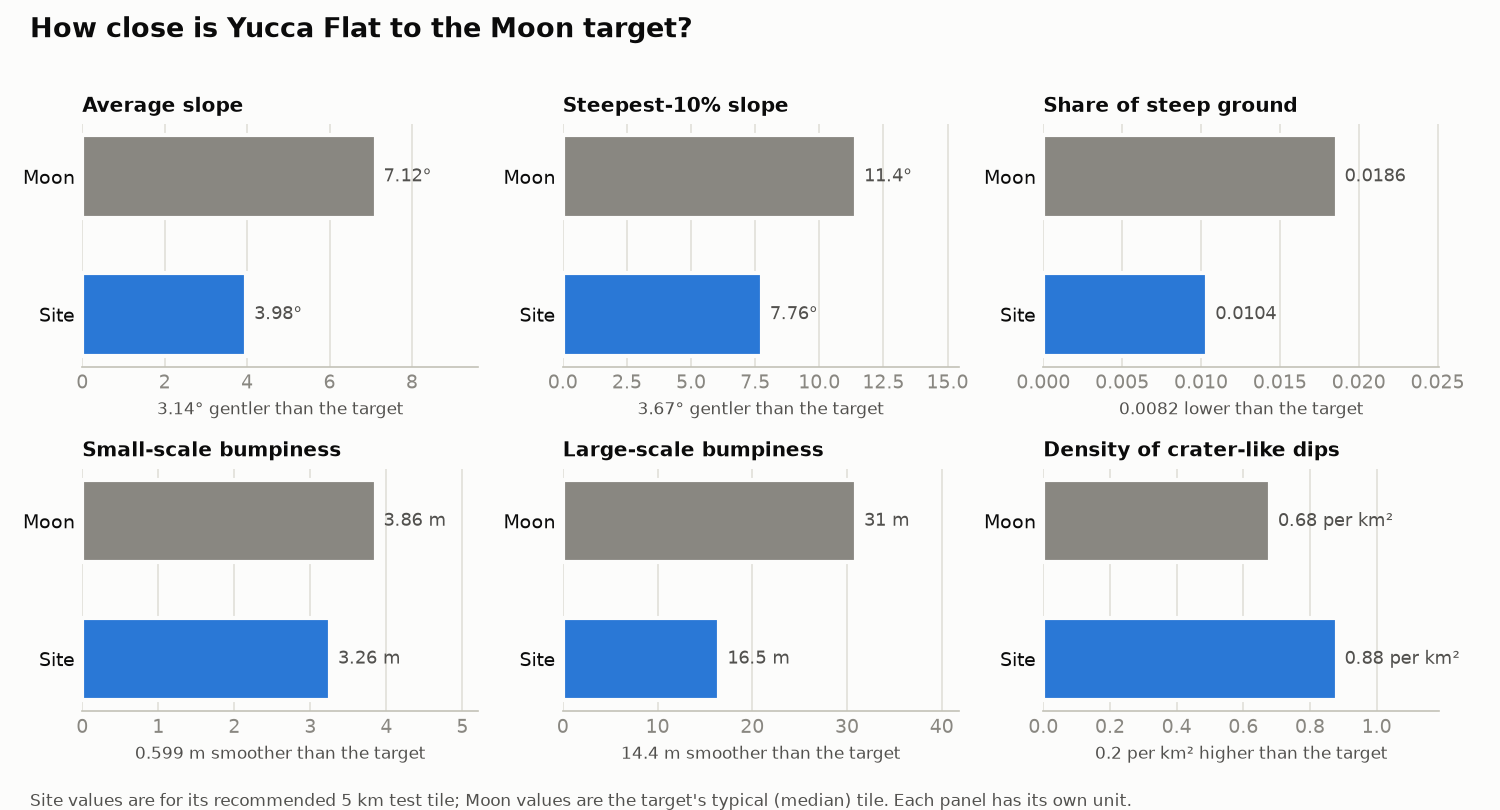 How close is Yucca Flat to the Moon target?
Average slope
Moon
7.12°
Site
3.98°
0 2 4 6 8
3.14° gentler than the target
Steepest-10% slope
Moon
11.4°
Site
7.76°
0.0 2.5 5.0 7.5 10.0 12.5 15.0
3.67° gentler than the target
Share of steep ground
Moon
0.0186
Site
0.0104
0.000 0.005 0.010 0.015 0.020 0.025
0.0082 lower than the target
Small-scale bumpiness
Moon
3.86 m
Site
3.26 m
0 1 2 3 4 5
0.599 m smoother than the target
Large-scale bumpiness
Moon
31 m
Site
16.5 m
0 10 20 30 40
14.4 m smoother than the target
Density of crater-like dips
Moon
0.68 per km²
Site
0.88 per km²
0.0 0.2 0.4 0.6 0.8 1.0
0.2 per km² higher than the target
Site values are for its recommended 5 km test tile; Moon values are the target's typical (median) tile. Each panel has its own unit.